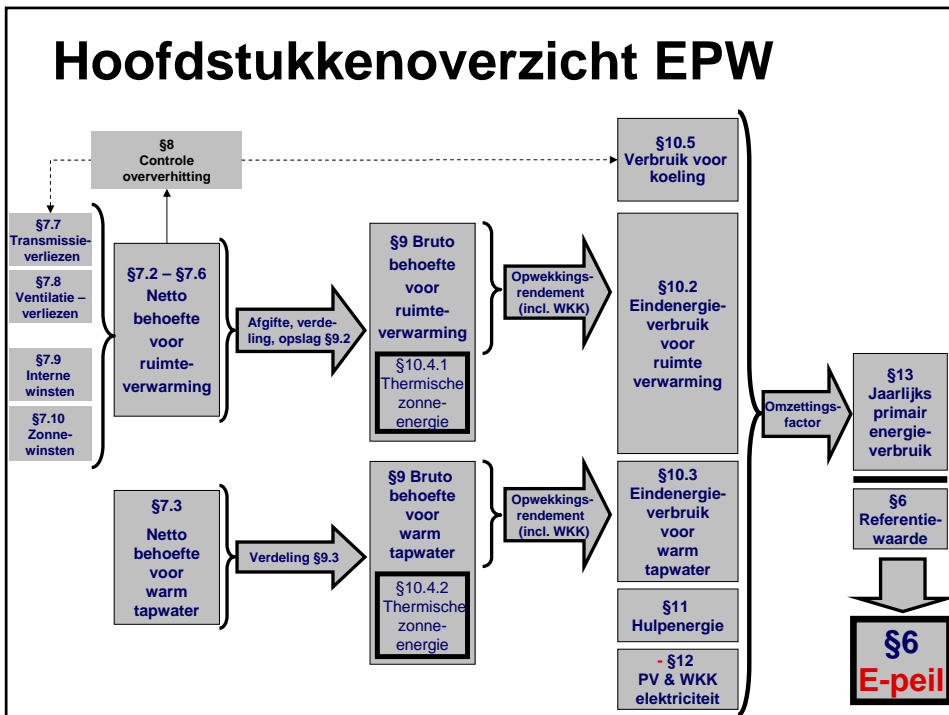 Hoofdstukkenoverzicht EPW
§8
Controle
oververhitting
§10.5
Verbruik voor
koeling
§7.7
Transmissie-
verliezen
§7.8
Ventilatie –
verliezen
§7.9
Interne
winsten
§7.10
Zonne-
winsten
§7.2 – §7.6
Netto
behoefte
voor
ruimte-
verwarming
Afgifte, verde-
ling, opslag §9.2
§9 Bruto
behoefte
voor
ruimte-
verwarming
§10.4.1
Thermische
zonne-
energie
Opwekkings-
rendement
(incl. WKK)
§10.2
Eindenergie-
verbruik
voor
ruimte
verwarming
§7.3
Netto
behoefte
voor
warm
tapwater
Verdeling §9.3
§9 Bruto
behoefte
voor
warm
tapwater
§10.4.2
Thermische
zonne-
energie
Opwekkings-
rendement
(incl. WKK)
§10.3
Eindenergie-
verbruik
voor
warm
tapwater
§11
Hulpenergie
- §12
PV & WKK
elektriciteit
Omzettings-
factor
§13
Jaarlijks
primair
energie-
verbruik
§6
Referentie-
waarde
§6
E-peil